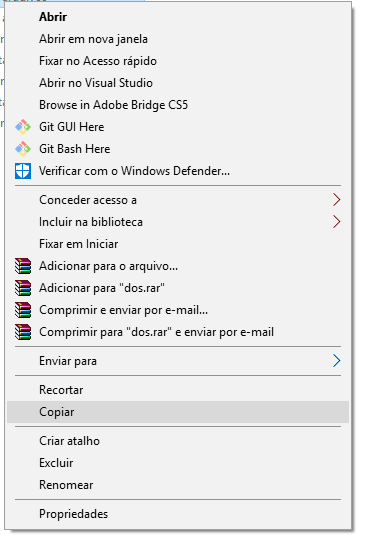 Abrir
Abrir em nova janela
Fixar no Acesso rápido
Abrir no Visual Studio
Browse in Adobe Bridge CS5
Git GUI Here
Git Bash Here
Verificar com o Windows Defender...
Conceder acesso a
Incluir na biblioteca
Fixar em Iniciar
Adicionar para o arquivo...
Adicionar para "dos.rar"
Comprimir e enviar por e-mail...
Comprimir para "dos.rar" e enviar por e-mail
Enviar para
Recortar
Copiar
Criar atalho
Excluir
Renomear
Propriedades